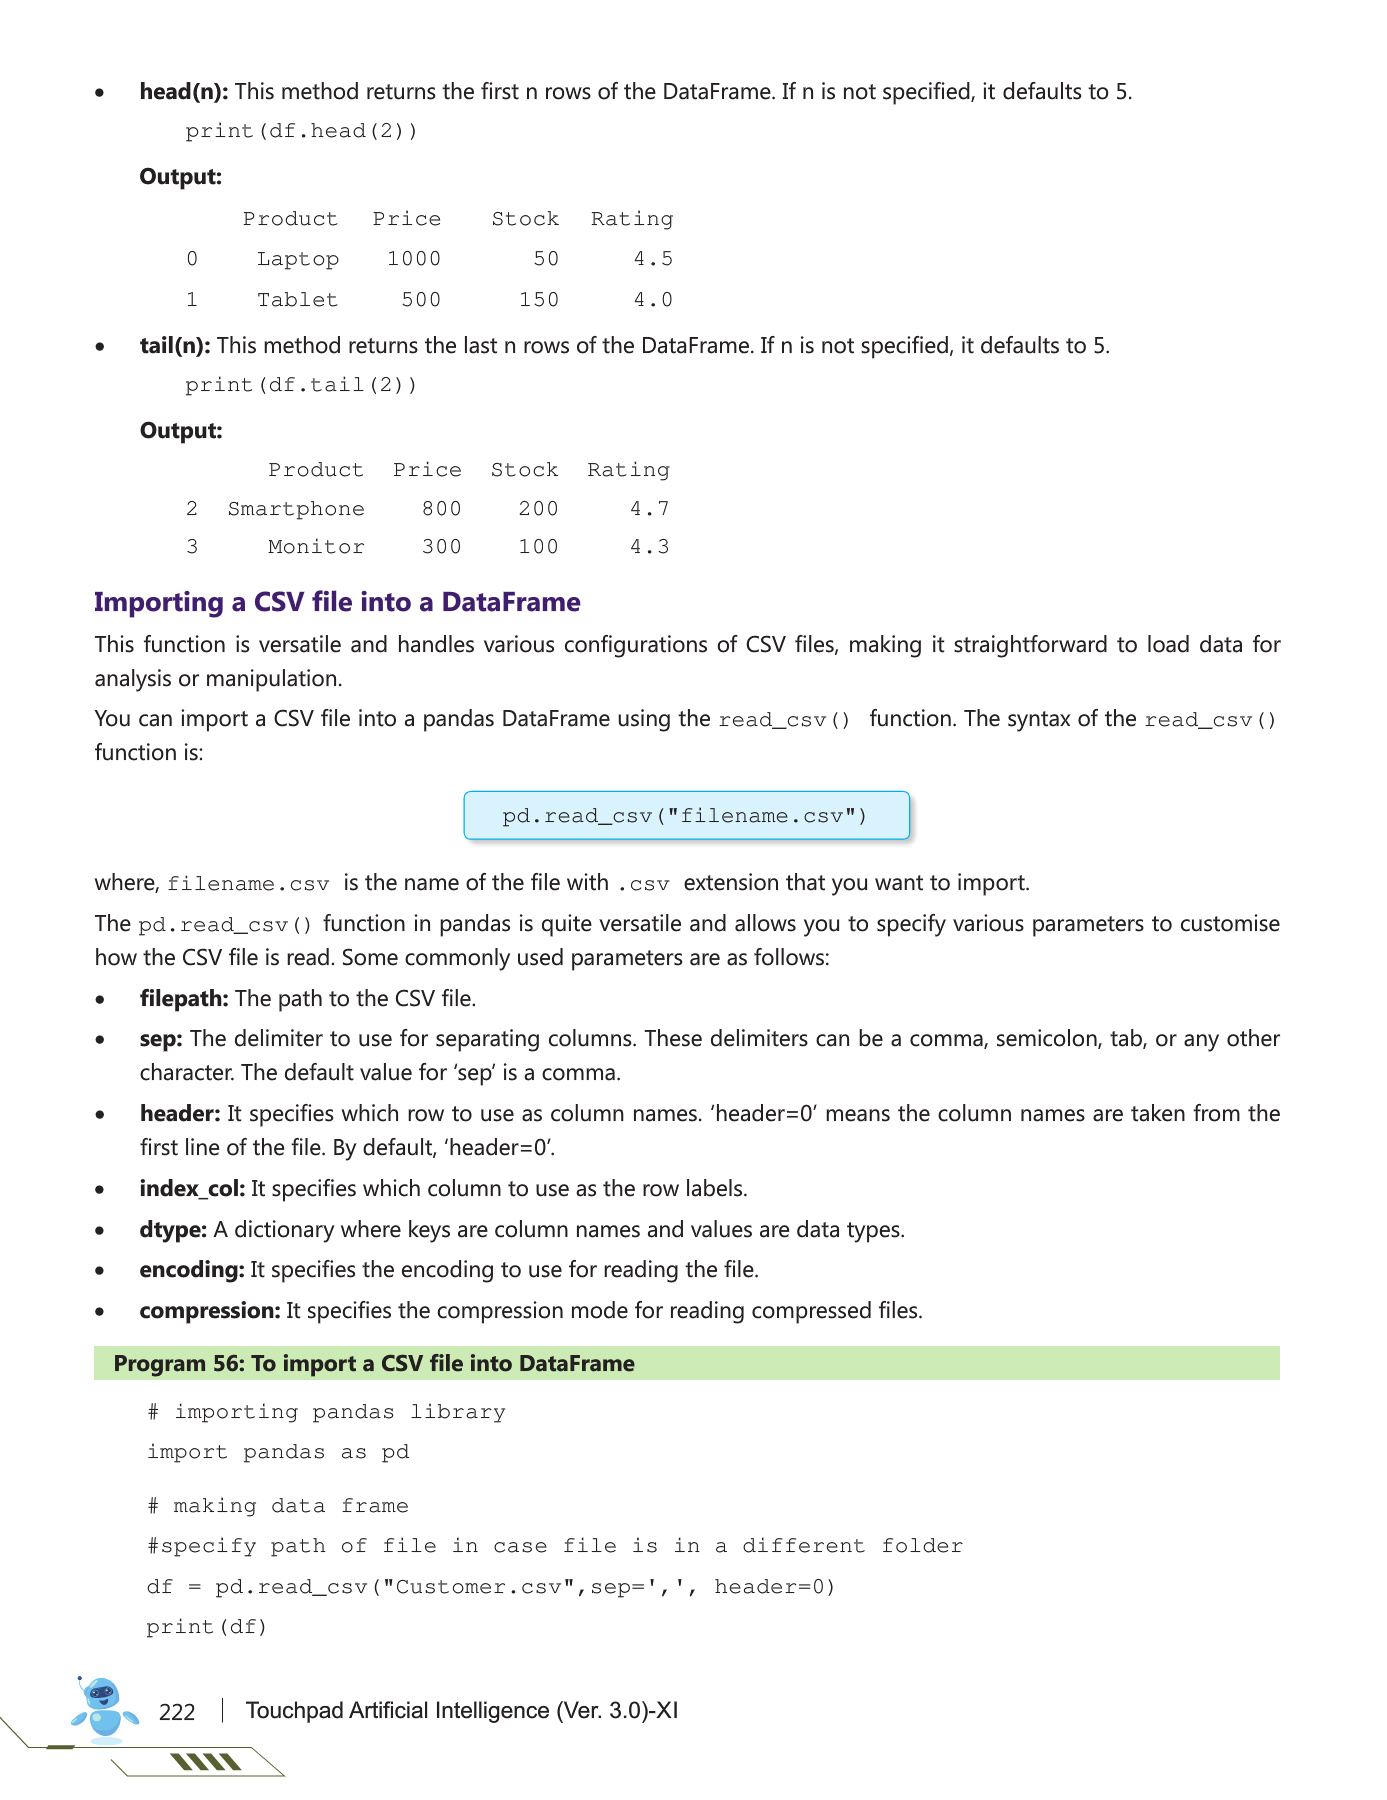 • head(n): This method returns the first n rows of the DataFrame. If n is not specified, it defaults to 5.
print(df.head(2))
Output:
Product Price Stock Rating
0 Laptop 1000 50 4.5
1 Tablet 500 150 4.0
• tail(n): This method returns the last n rows of the DataFrame. If n is not specified, it defaults to 5.
print(df.tail(2))
Output:
Product Price Stock Rating
2 Smartphone 800 200 4.7
3 Monitor 300 100 4.3
Importing a CSV file into a DataFrame
This function is versatile and handles various configurations of CSV files, making it straightforward to load data for
analysis or manipulation.
You can import a CSV file into a pandas DataFrame using the read_csv() function. The syntax of the read_csv()
function is:
pd.read_csv("filename.csv")
where, filename.csv is the name of the file with .csv extension that you want to import.
The pd.read_csv() function in pandas is quite versatile and allows you to specify various parameters to customise
how the CSV file is read. Some commonly used parameters are as follows:
• filepath: The path to the CSV file.
• sep: The delimiter to use for separating columns. These delimiters can be a comma, semicolon, tab, or any other
character. The default value for ‘sep’ is a comma.
• header: It specifies which row to use as column names. ‘header=0’ means the column names are taken from the
first line of the file. By default, ‘header=0’.
• index_col: It specifies which column to use as the row labels.
• dtype: A dictionary where keys are column names and values are data types.
• encoding: It specifies the encoding to use for reading the file.
• compression: It specifies the compression mode for reading compressed files.
Program 56: To import a CSV file into DataFrame
# importing pandas library
import pandas as pd
# making data frame
#specify path of file in case file is in a different folder
df = pd.read_csv("Customer.csv",sep=',', header=0)
print(df)
222 Touchpad Artificial Intelligence (Ver. 3.0)-XI